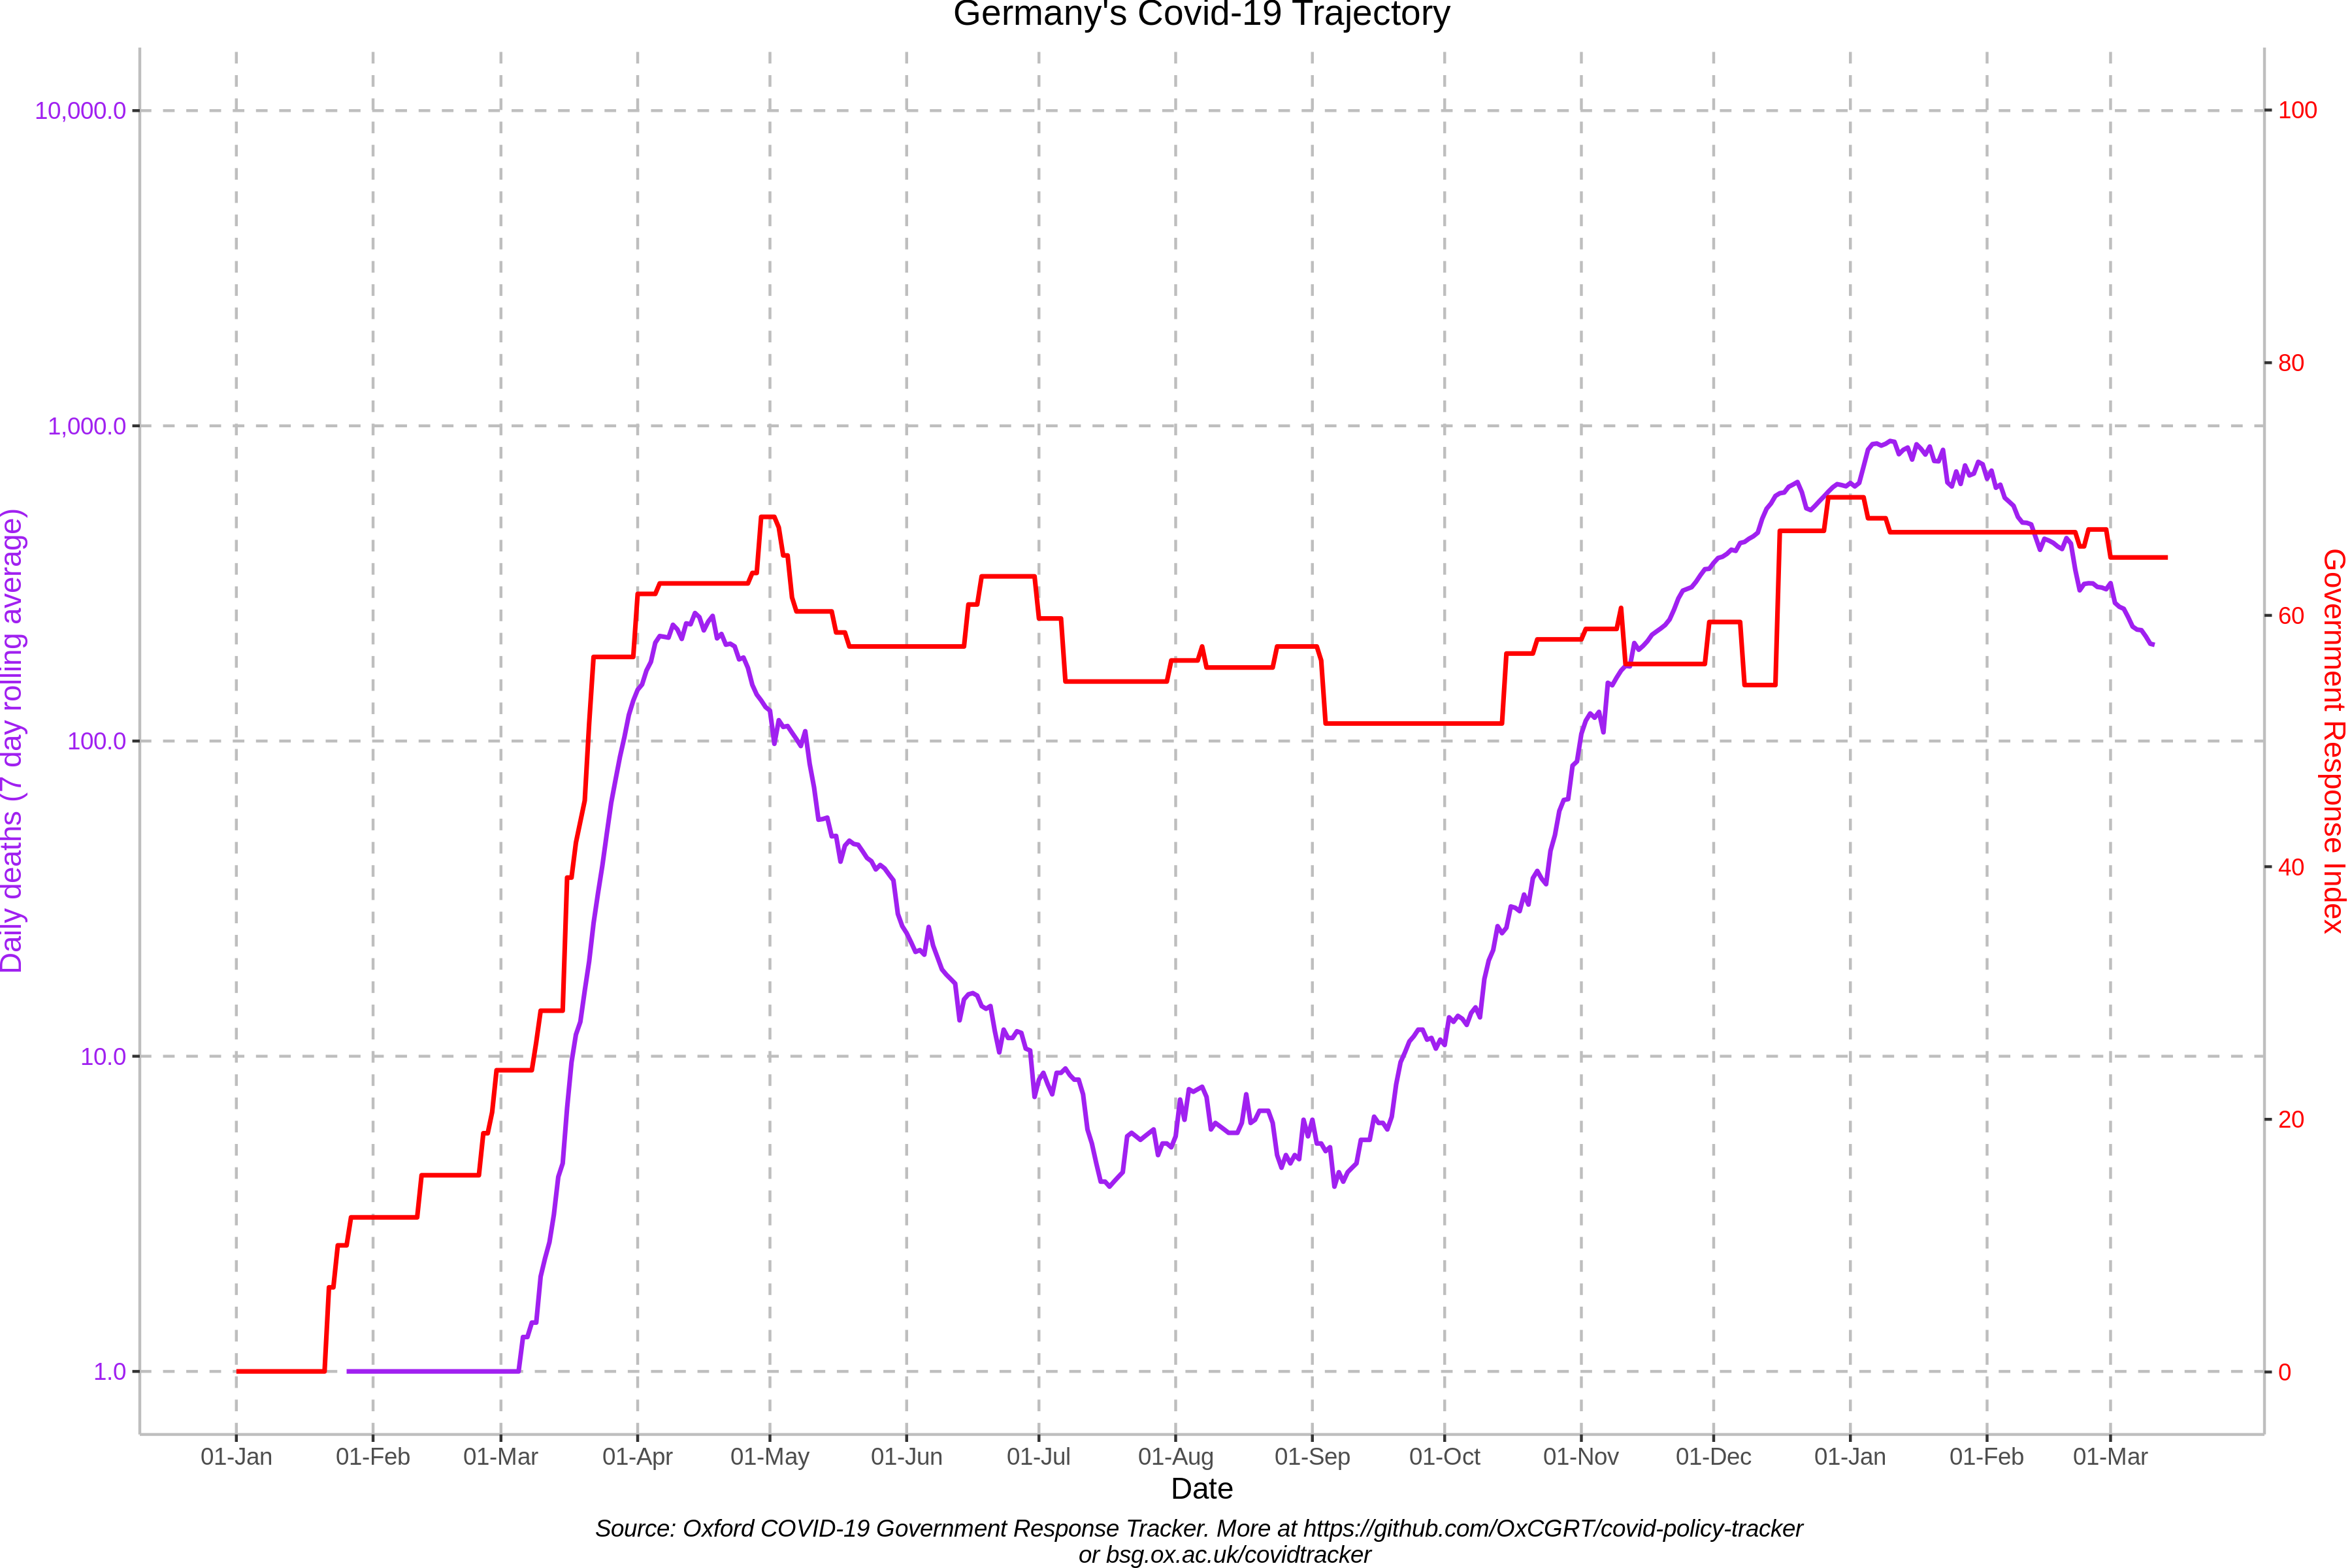 Germany's Covid-19 Trajectory
Daily deaths (7 day rolling average)
10,000.0
1,000.0
100.0
10.0
1.0
100
80
60
40
20
0
Government Response Index
01-Jan 01-Feb 01-Mar 01-Apr 01-May 01-Jun 01-Jul 01-Aug 01-Sep 01-Oct 01-Nov 01-Dec 01-Jan 01-Feb 01-Mar
Date
Source: Oxford COVID-19 Government Response Tracker. More at https://github.com/OxCGRT/covid-policy-tracker
or bsg.ox.ac.uk/covidtracker